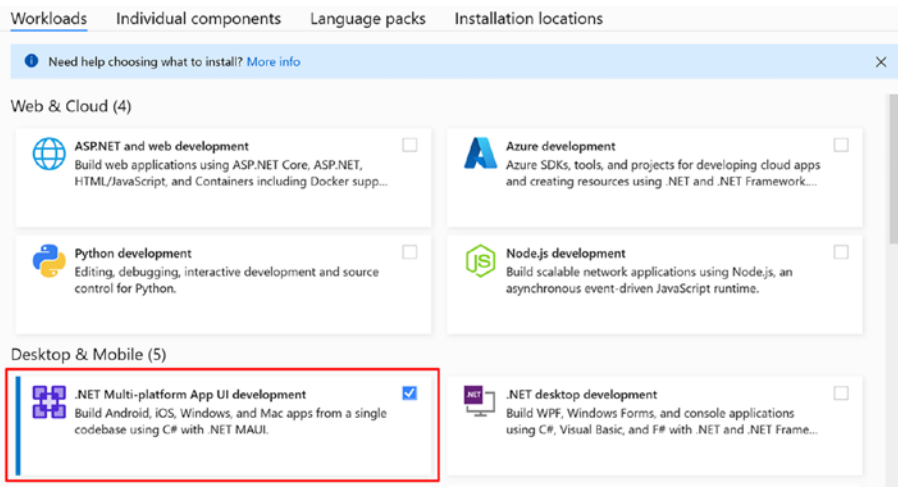 Workloads Individual components Language packs Installation locations
Need help choosing what to install? More info
Web & Cloud (4)
ASP.NET and web development
Build web applications using ASP.NET Core, ASP.NET,
HTML/JavaScript, and Containers including Docker supp...
Azure development
Azure SDKs, tools, and projects for developing cloud apps
and creating resources using .NET and .NET Framework....
Python development
Editing, debugging, interactive development and source
control for Python.
JS
Node.js development
Build scalable network applications using Node.js, an
asynchronous event-driven JavaScript runtime.
Desktop & Mobile (5)
.NET Multi-platform App UI development
Build Android, iOS, Windows, and Mac apps from a single
codebase using C# with .NET MAUI.
.NET
.NET desktop development
Build WPF, Windows Forms, and console applications
using C#, Visual Basic, and F# with .NET and .NET Frame...